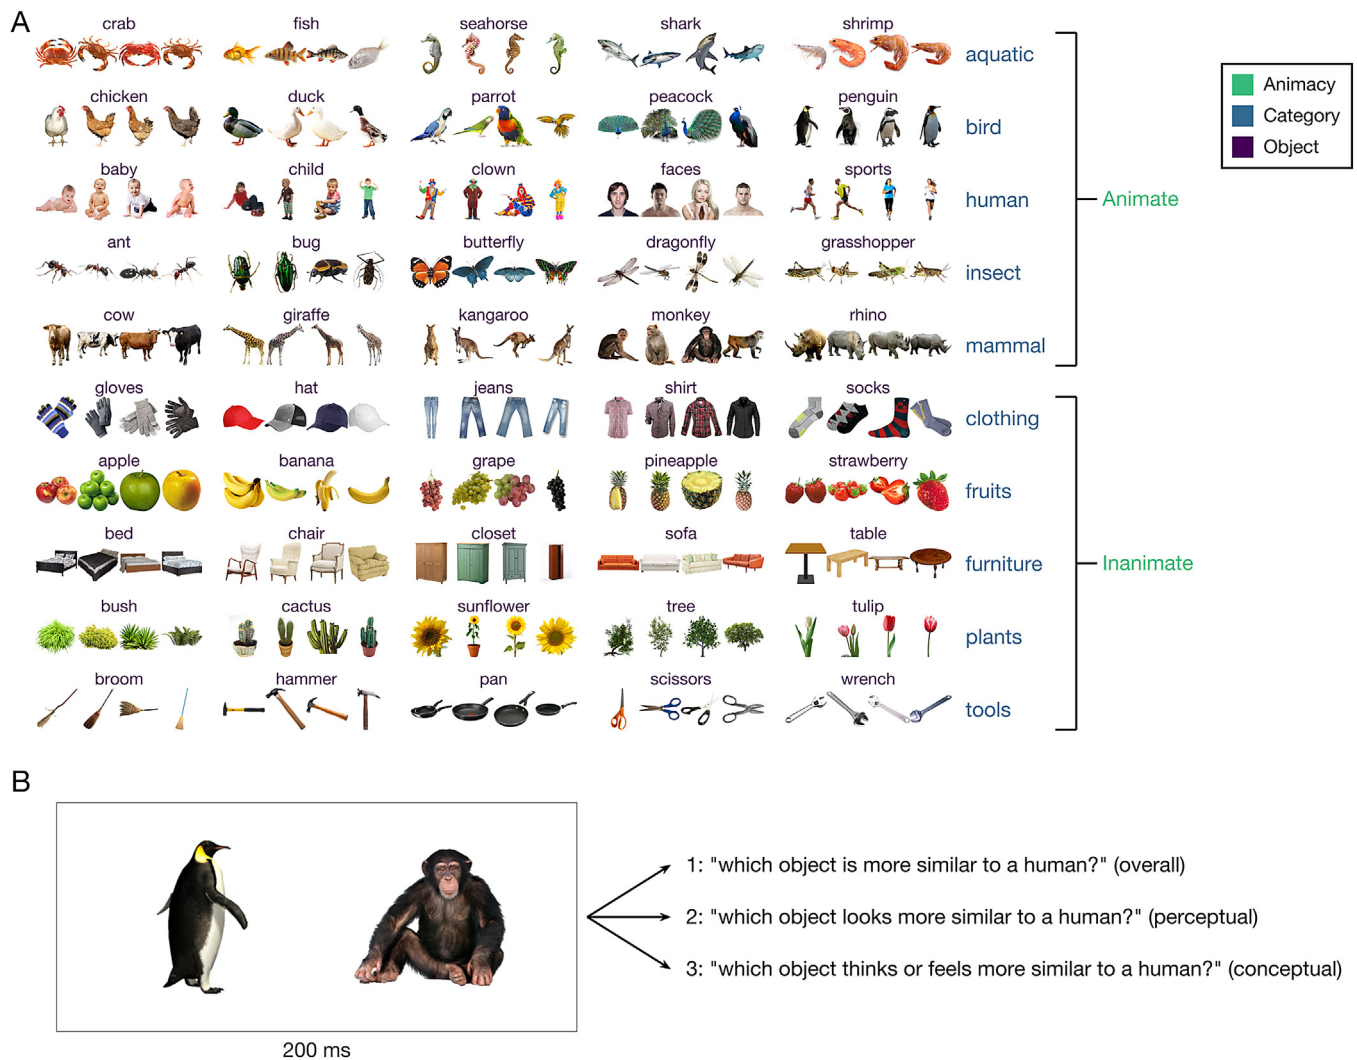 A
crab fish seahorse shark shrimp
aquatic
chicken duck parrot peacock penguin
bird
baby child clown faces sports
human
ant bug butterfly dragonfly grasshopper
insect
cow giraffe kangaroo monkey rhino
mammal
Animate
gloves hat jeans shirt socks
clothing
apple banana grape pineapple strawberry
fruits
bed chair closet sofa table
furniture
bush cactus sunflower tree tulip
plants
broom hammer pan scissors wrench
tools
Inanimate
Animacy
Category
Object
B
1: "which object is more similar to a human?" (overall)
2: "which object looks more similar to a human?" (perceptual)
3: "which object thinks or feels more similar to a human?" (conceptual)
200 ms